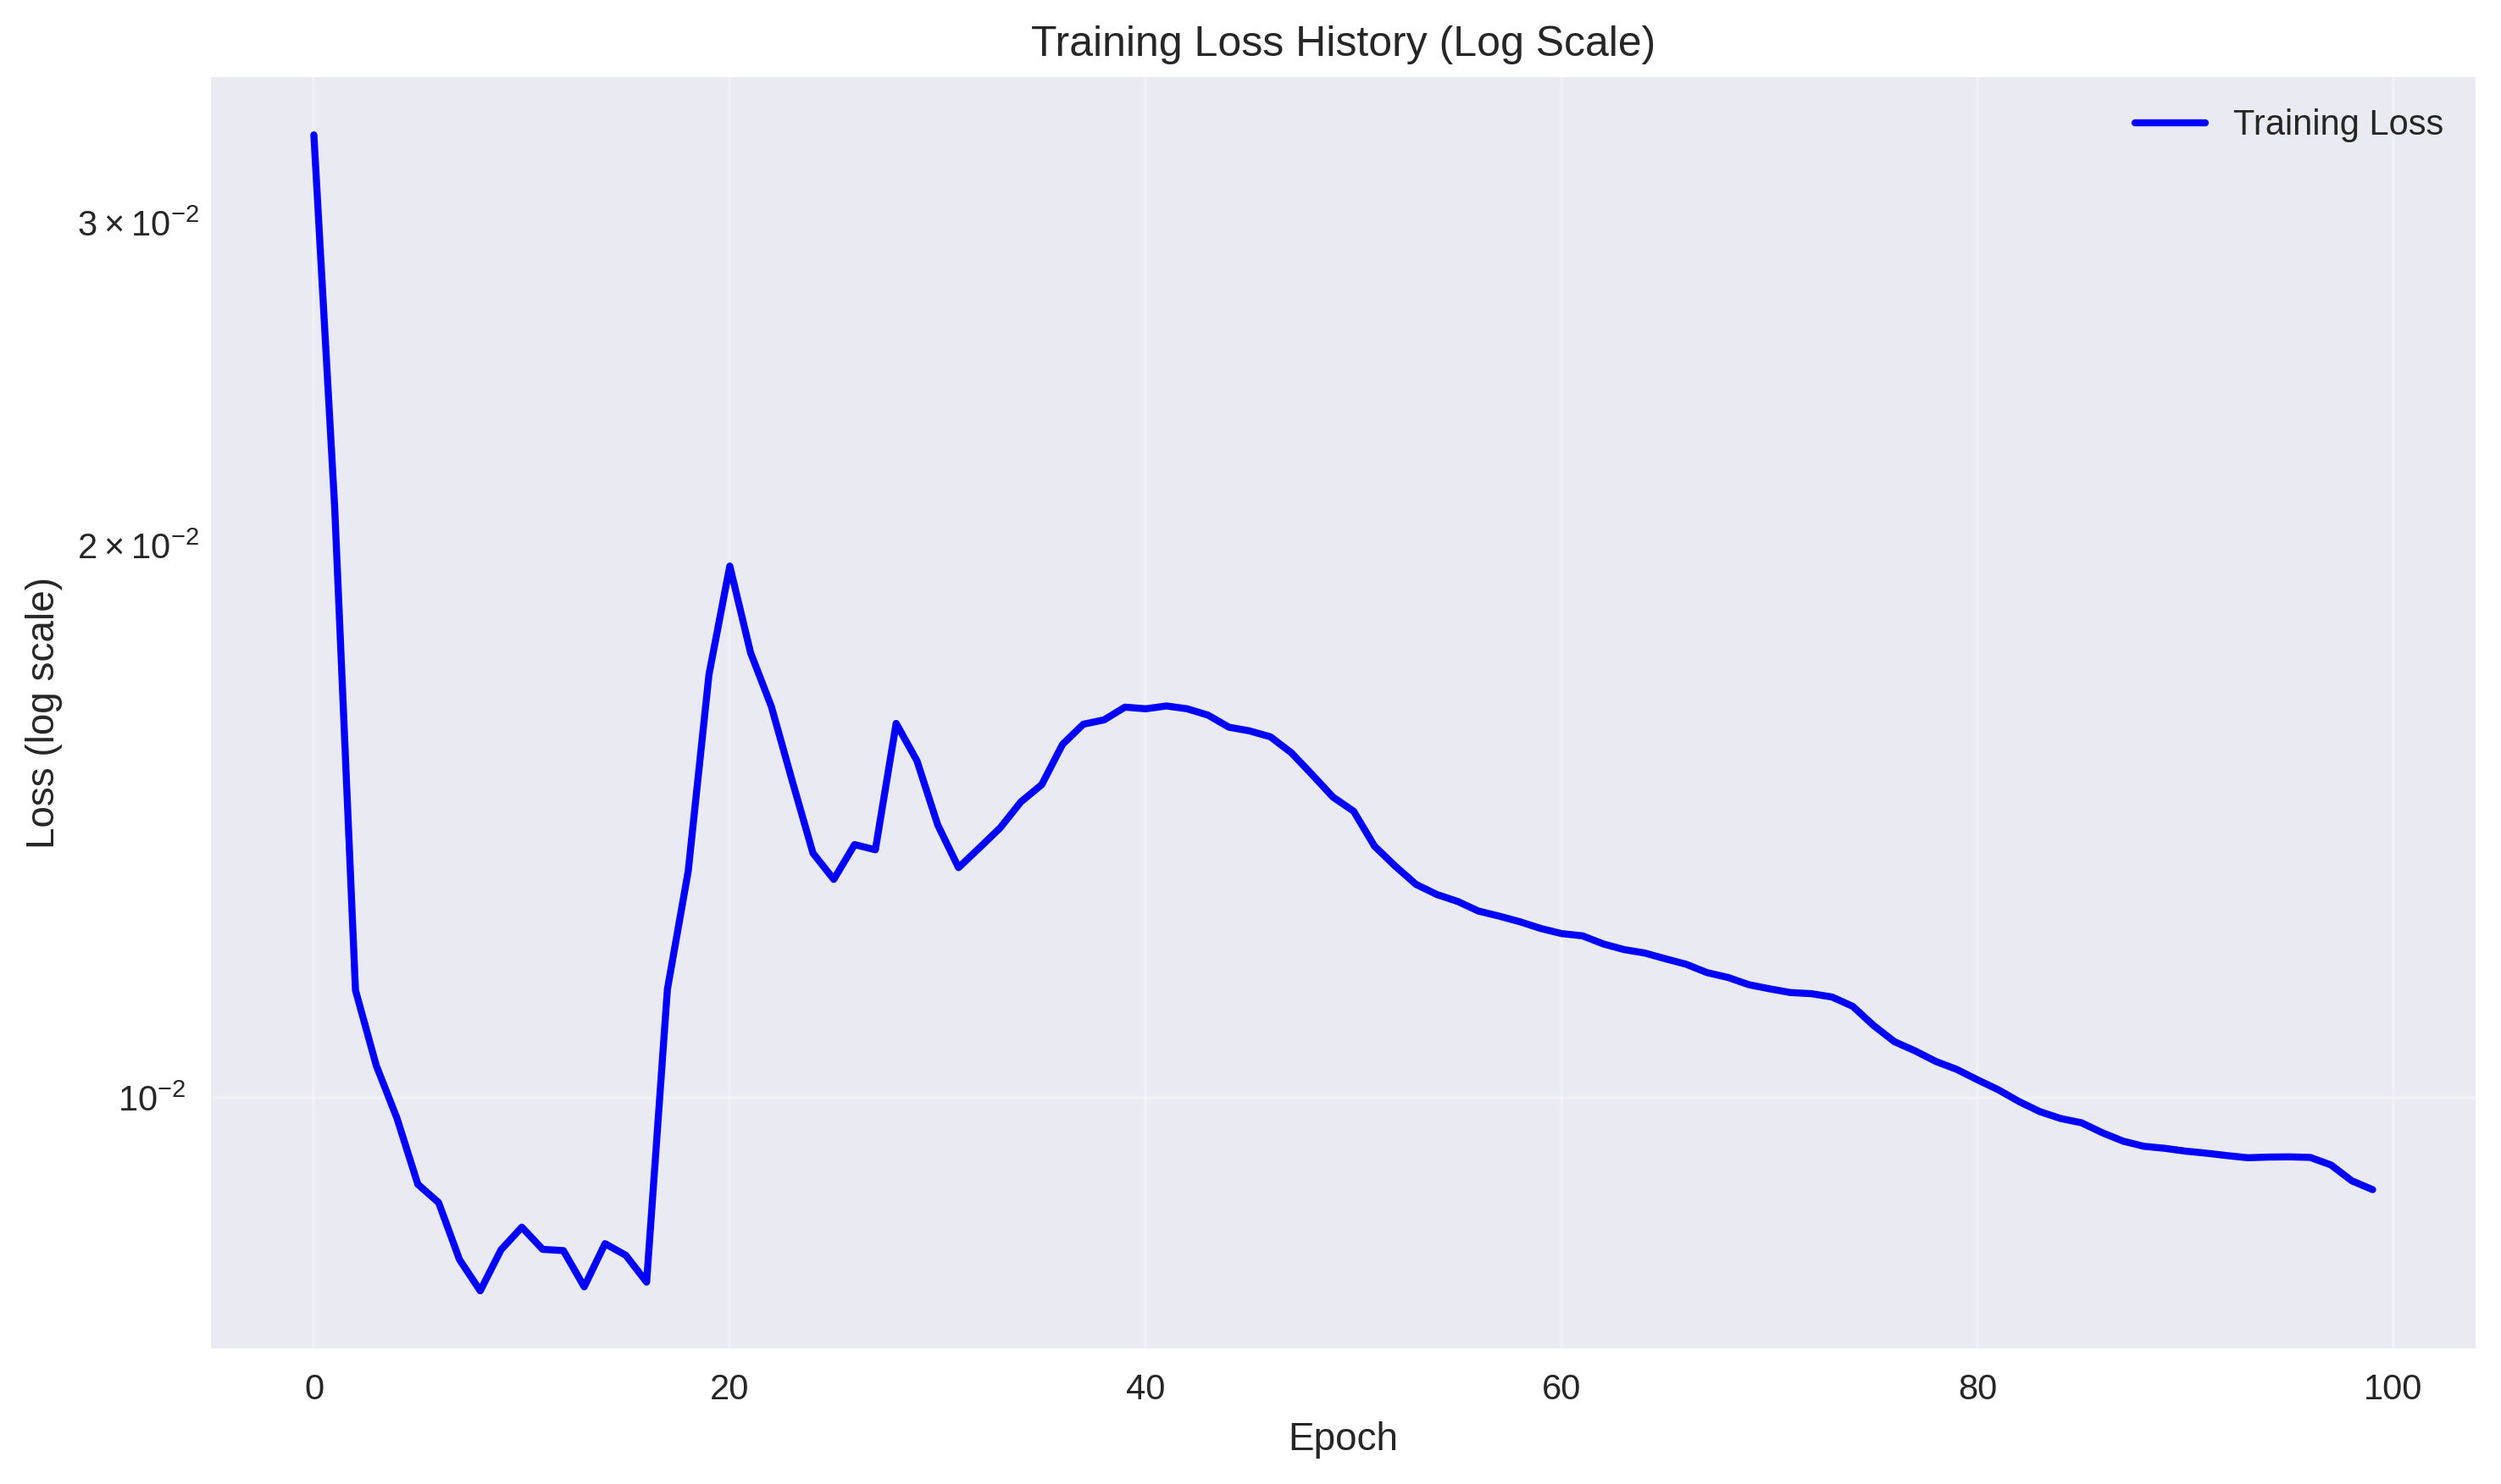 Training Loss History (Log Scale)
Training Loss
3 × 10⁻²
2 × 10⁻²
10⁻²
Loss (log scale)
0 20 40 60 80 100
Epoch